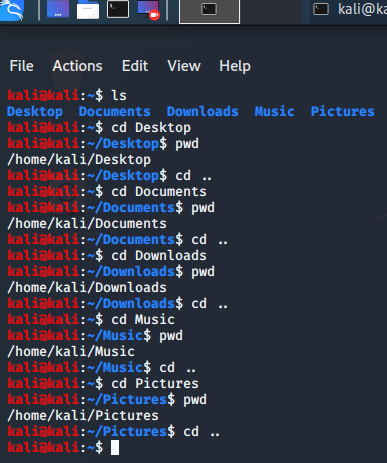 kali@ka
File Actions Edit View Help
kali@kali:~$ ls
Desktop Documents Downloads Music Pictures
kali@kali:~$ cd Desktop
kali@kali:~/Desktop$ pwd
/home/kali/Desktop
kali@kali:~/Desktop$ cd ..
kali@kali:~$ cd Documents
kali@kali:~/Documents$ pwd
/home/kali/Documents
kali@kali:~/Documents$ cd ..
kali@kali:~$ cd Downloads
kali@kali:~/Downloads$ pwd
/home/kali/Downloads
kali@kali:~/Downloads$ cd ..
kali@kali:~$ cd Music
kali@kali:~/Music$ pwd
/home/kali/Music
kali@kali:~/Music$ cd ..
kali@kali:~$ cd Pictures
kali@kali:~/Pictures$ pwd
/home/kali/Pictures
kali@kali:~/Pictures$ cd ..
kali@kali:~$